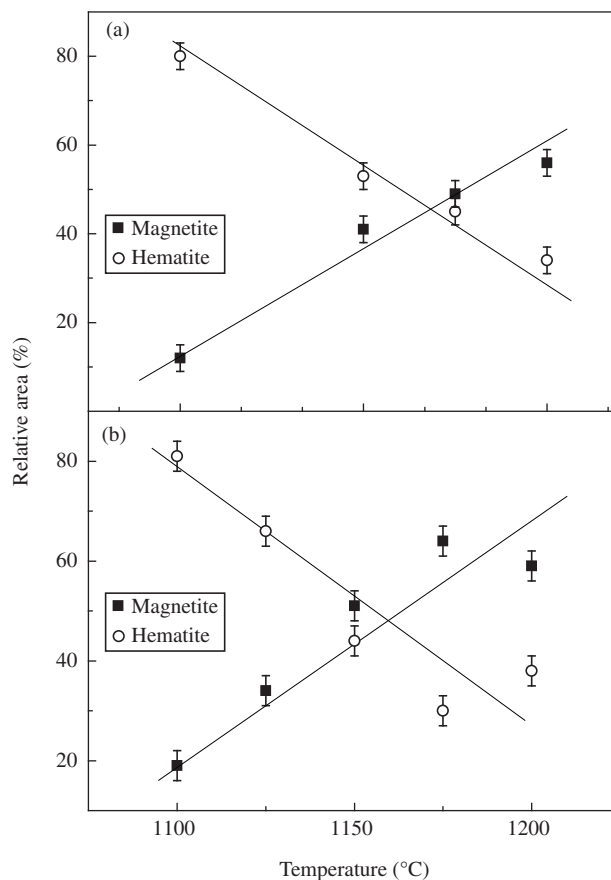 (a)
80
60
40
20
Magnetite
Hematite
Relative area (%)
(b)
80
60
40
20
Magnetite
Hematite
1100 1150 1200
Temperature (°C)